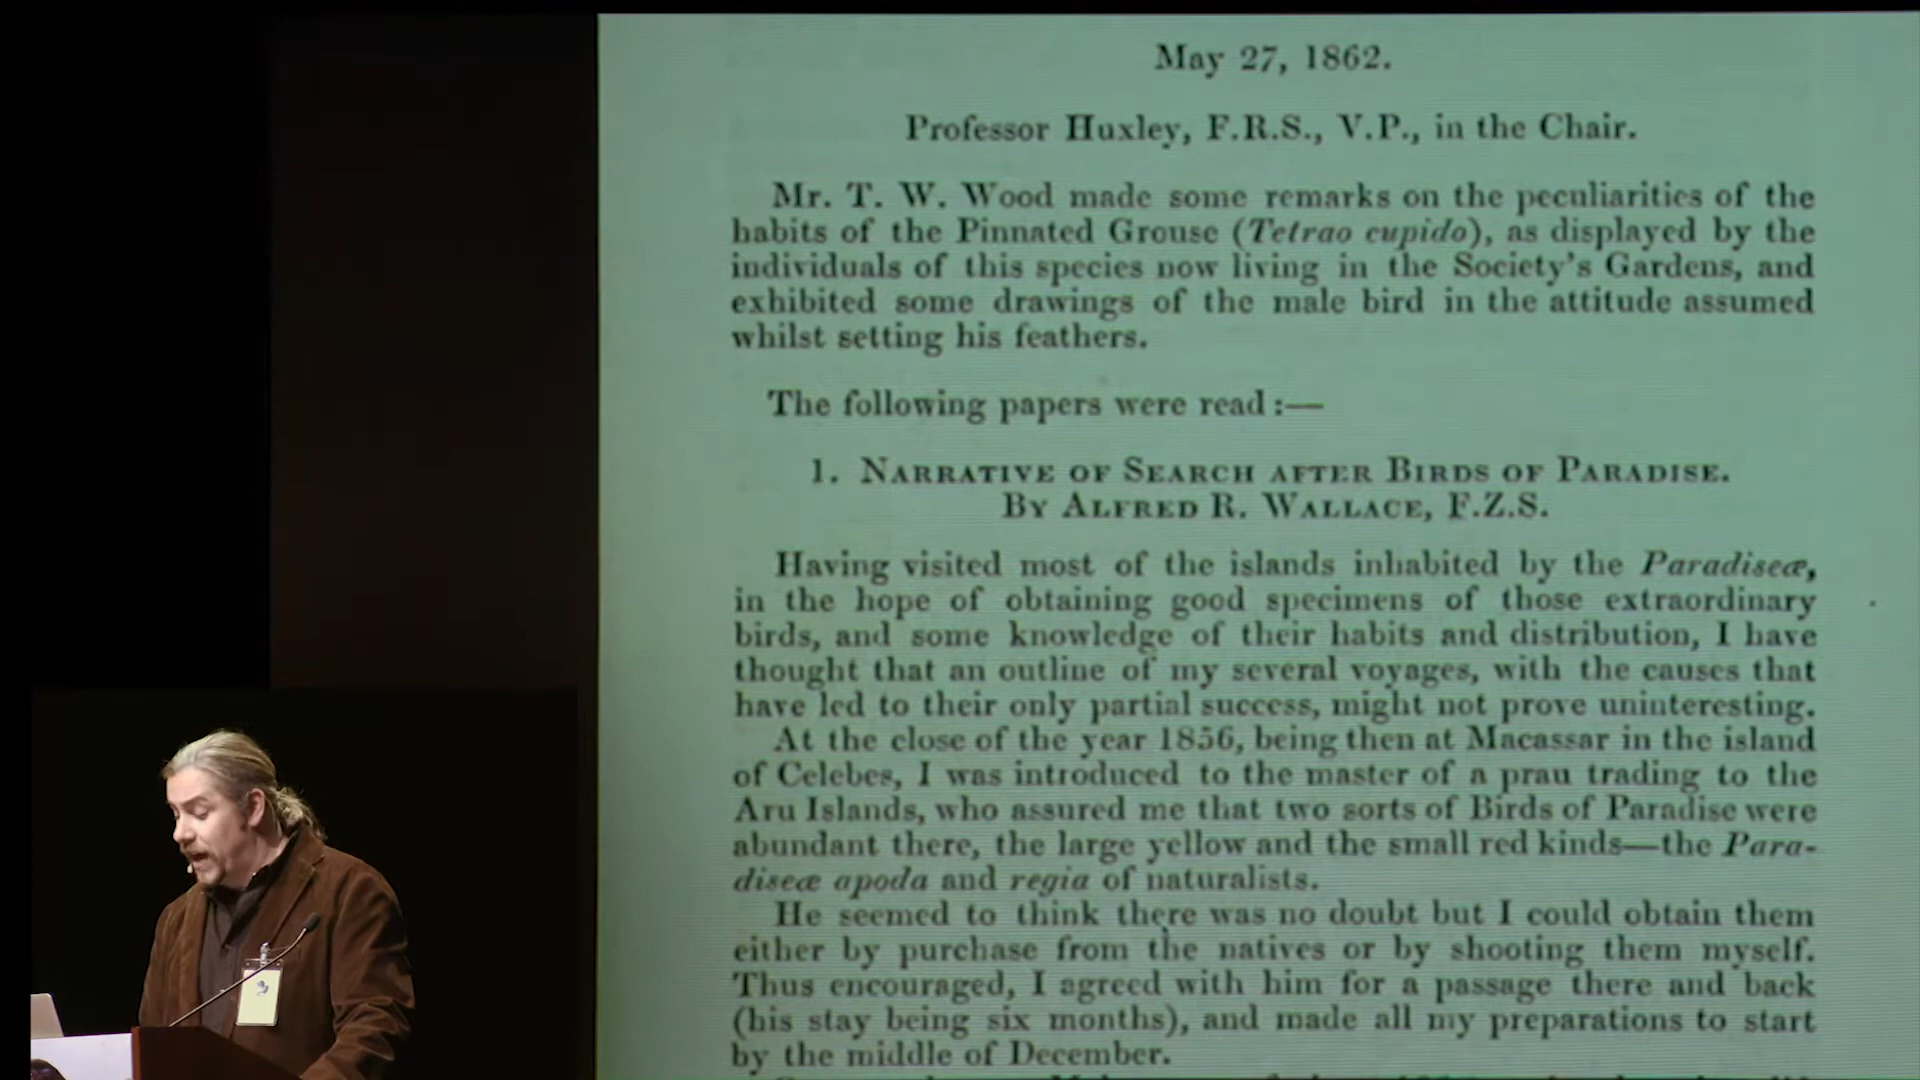 May 27, 1862.
Professor Huxley, F.R.S., V.P., in the Chair.
Mr. T. W. Wood made some remarks on the peculiarities of the
habits of the Pinnated Grouse (Tetrao cupido), as displayed by the
individuals of this species now living in the Society's Gardens, and
exhibited some drawings of the male bird in the attitude assumed
whilst setting his feathers.
The following papers were read :—
1. Narrative of Search after Birds of Paradise.
By Alfred R. Wallace, F.Z.S.
Having visited most of the islands inhabited by the Paradiseæ,
in the hope of obtaining good specimens of those extraordinary
birds, and some knowledge of their habits and distribution, I have
thought that an outline of my several voyages, with the causes that
have led to their only partial success, might not prove uninteresting.
At the close of the year 1856, being then at Macassar in the island
of Celebes, I was introduced to the master of a prau trading to the
Aru Islands, who assured me that two sorts of Birds of Paradise were
abundant there, the large yellow and the small red kinds—the Para-
diseæ apoda and regia of naturalists.
He seemed to think there was no doubt but I could obtain them
either by purchase from the natives or by shooting them myself.
Thus encouraged, I agreed with him for a passage there and back
(his stay being six months), and made all my preparations to start
by the middle of December.